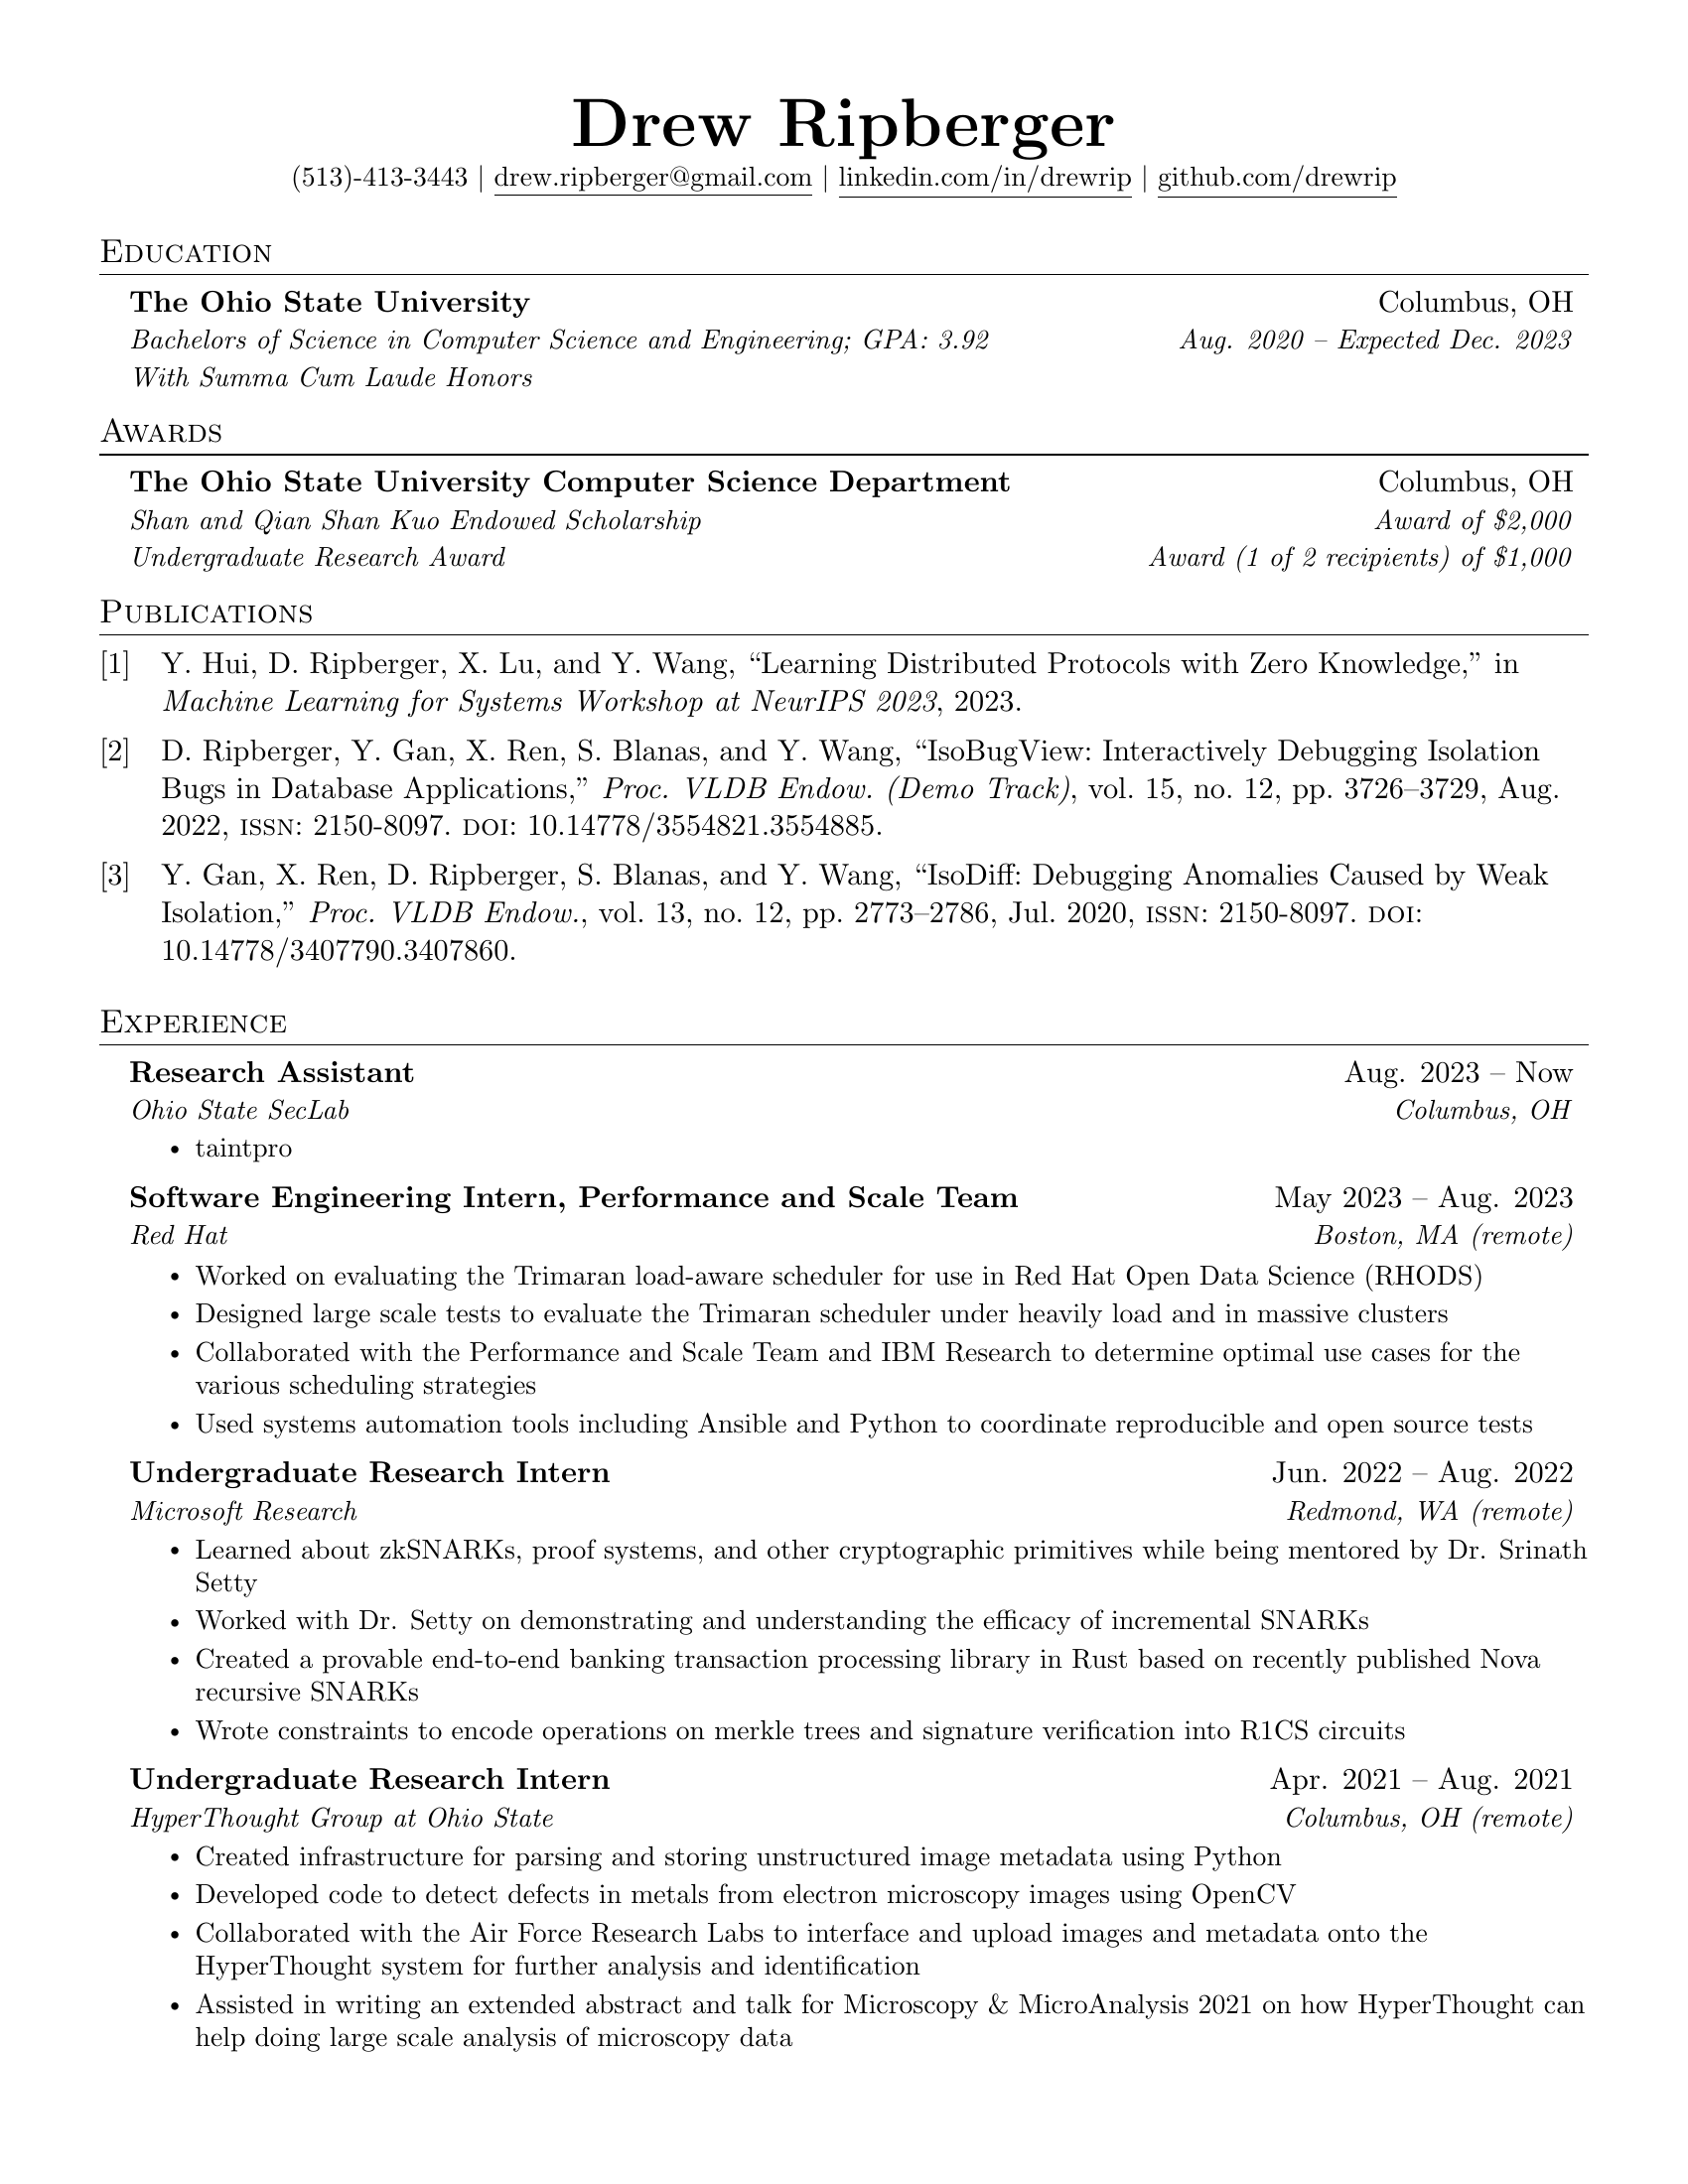 Drew Ripberger
(513)-413-3443 | drew.ripberger@gmail.com | linkedin.com/in/drewrip | github.com/drewrip
Education
The Ohio State University Columbus, OH
Bachelors of Science in Computer Science and Engineering; GPA: 3.92 Aug. 2020 – Expected Dec. 2023
With Summa Cum Laude Honors
Awards
The Ohio State University Computer Science Department Columbus, OH
Shan and Qian Shan Kuo Endowed Scholarship Award of $2,000
Undergraduate Research Award Award (1 of 2 recipients) of $1,000
Publications
[1] Y. Hui, D. Ripberger, X. Lu, and Y. Wang, “Learning Distributed Protocols with Zero Knowledge,” in
Machine Learning for Systems Workshop at NeurIPS 2023, 2023.
[2] D. Ripberger, Y. Gan, X. Ren, S. Blanas, and Y. Wang, “IsoBugView: Interactively Debugging Isolation
Bugs in Database Applications,” Proc. VLDB Endow. (Demo Track), vol. 15, no. 12, pp. 3726–3729, Aug.
2022, issn: 2150-8097. doi: 10.14778/3554821.3554885.
[3] Y. Gan, X. Ren, D. Ripberger, S. Blanas, and Y. Wang, “IsoDiff: Debugging Anomalies Caused by Weak
Isolation,” Proc. VLDB Endow., vol. 13, no. 12, pp. 2773–2786, Jul. 2020, issn: 2150-8097. doi:
10.14778/3407790.3407860.
Experience
Research Assistant Aug. 2023 – Now
Ohio State SecLab Columbus, OH
• taintpro
Software Engineering Intern, Performance and Scale Team May 2023 – Aug. 2023
Red Hat Boston, MA (remote)
• Worked on evaluating the Trimaran load-aware scheduler for use in Red Hat Open Data Science (RHODS)
• Designed large scale tests to evaluate the Trimaran scheduler under heavily load and in massive clusters
• Collaborated with the Performance and Scale Team and IBM Research to determine optimal use cases for the
various scheduling strategies
• Used systems automation tools including Ansible and Python to coordinate reproducible and open source tests
Undergraduate Research Intern Jun. 2022 – Aug. 2022
Microsoft Research Redmond, WA (remote)
• Learned about zkSNARKs, proof systems, and other cryptographic primitives while being mentored by Dr. Srinath
Setty
• Worked with Dr. Setty on demonstrating and understanding the efficacy of incremental SNARKs
• Created a provable end-to-end banking transaction processing library in Rust based on recently published Nova
recursive SNARKs
• Wrote constraints to encode operations on merkle trees and signature verification into R1CS circuits
Undergraduate Research Intern Apr. 2021 – Aug. 2021
HyperThought Group at Ohio State Columbus, OH (remote)
• Created infrastructure for parsing and storing unstructured image metadata using Python
• Developed code to detect defects in metals from electron microscopy images using OpenCV
• Collaborated with the Air Force Research Labs to interface and upload images and metadata onto the
HyperThought system for further analysis and identification
• Assisted in writing an extended abstract and talk for Microscopy & MicroAnalysis 2021 on how HyperThought can
help doing large scale analysis of microscopy data